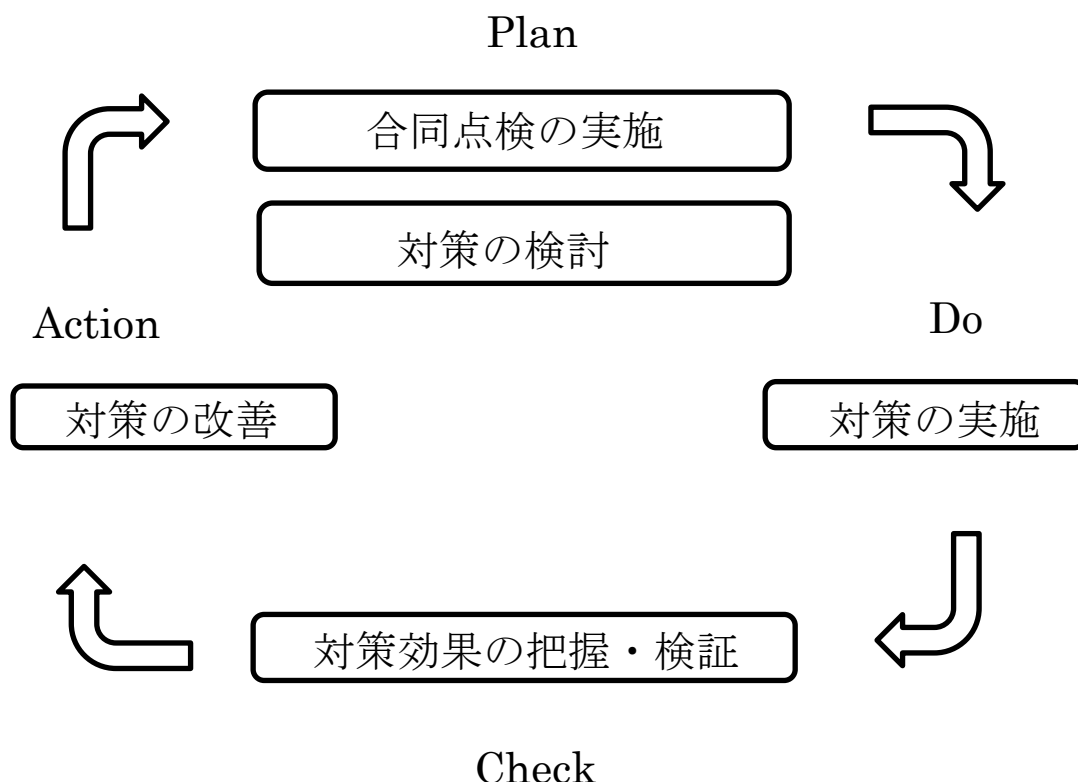 Plan
合同点検の実施
対策の検討
Action
Do
対策の改善
対策の実施
対策効果の把握・検証
Check